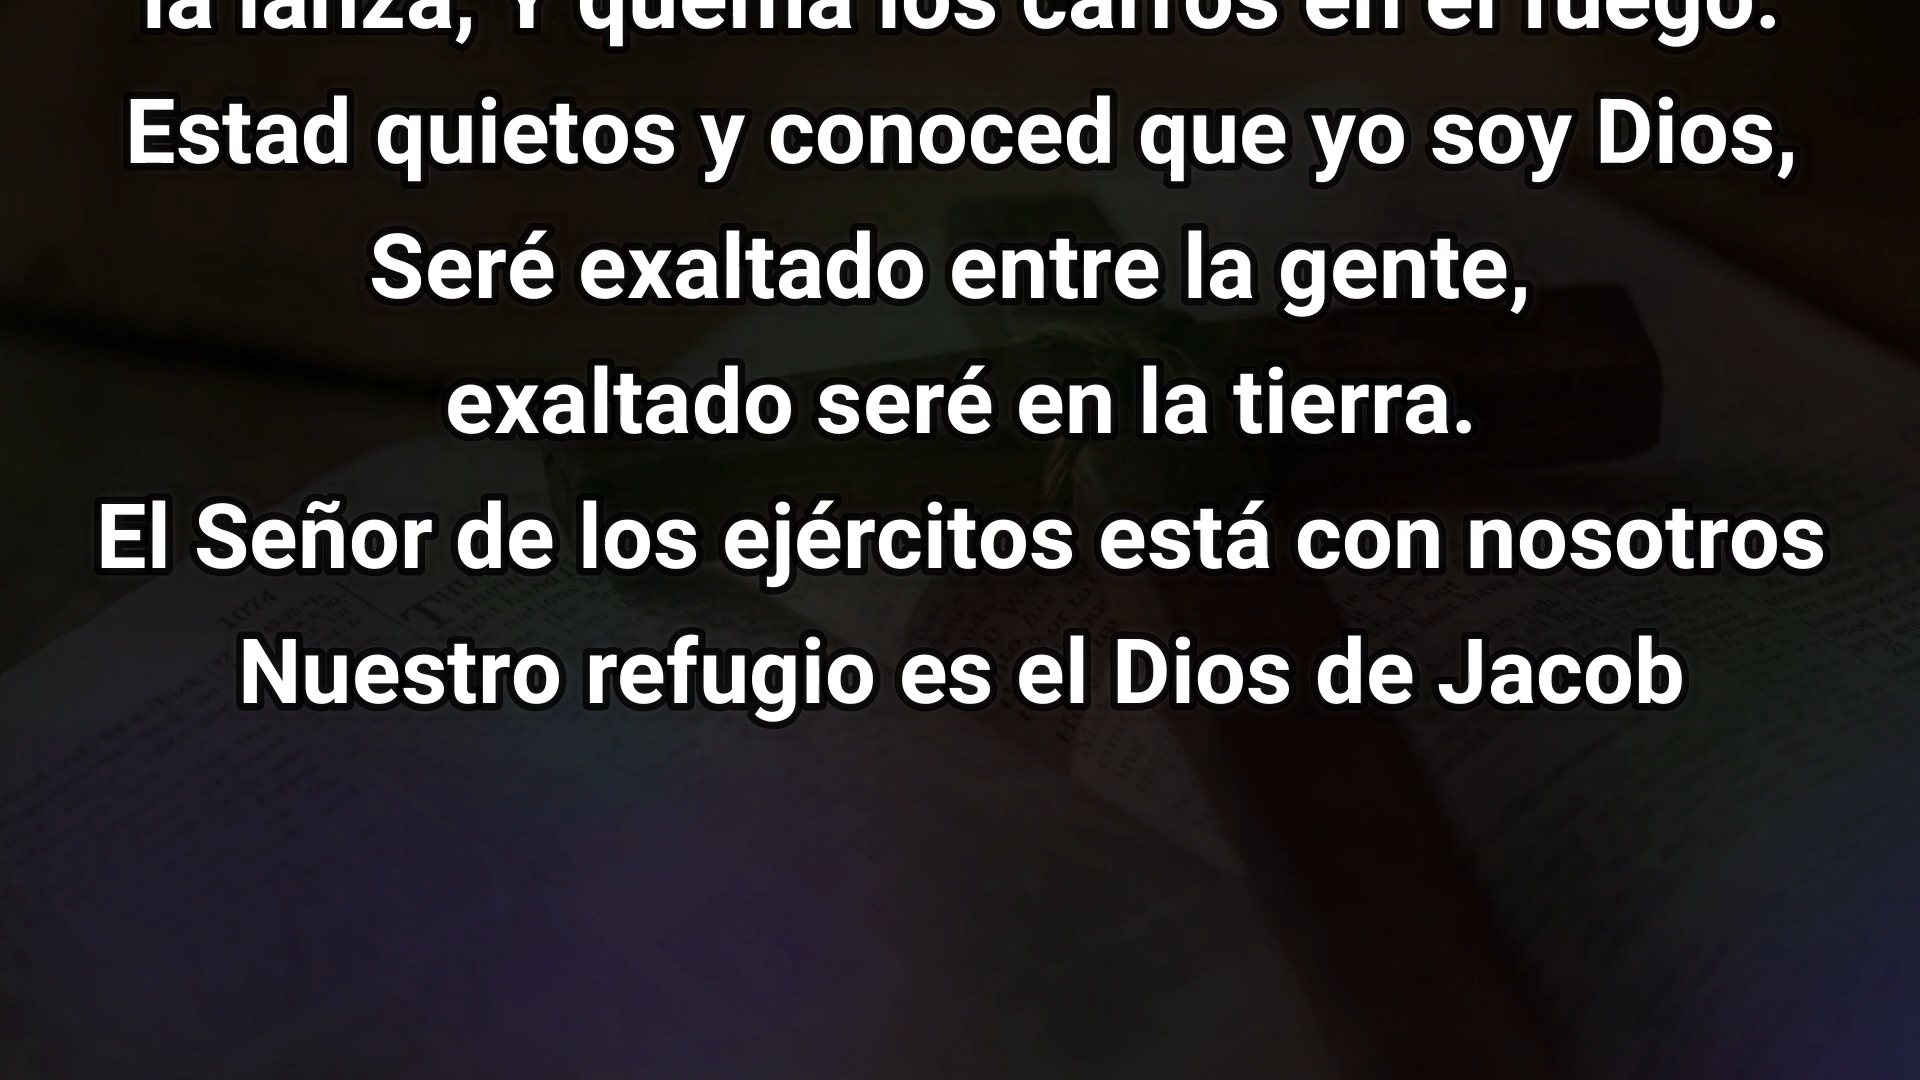 la lanza, Y quema los carros en el fuego.
Estad quietos y conoced que yo soy Dios,
Seré exaltado entre la gente,
exaltado seré en la tierra.
El Señor de los ejércitos está con nosotros
Nuestro refugio es el Dios de Jacob
1074